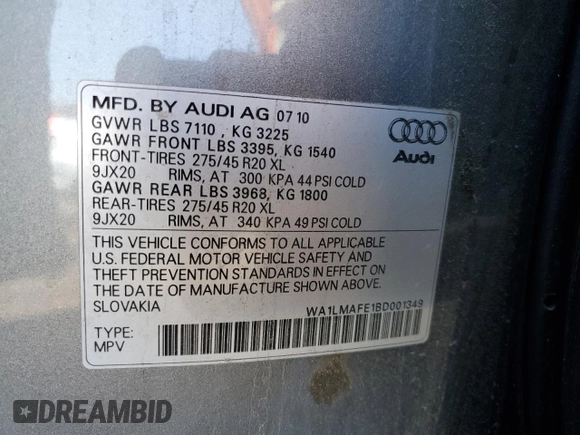 MFD. BY AUDI AG 07 10
GVWR LBS 7110 , KG 3225
GAWR FRONT LBS 3395, KG 1540
FRONT-TIRES 275/45 R20 XL
9JX20 RIMS, AT 300 KPA 44 PSI COLD
GAWR REAR LBS 3968, KG 1800
REAR-TIRES 275/45 R20 XL
9JX20 RIMS, AT 340 KPA 49 PSI COLD
Audi
THIS VEHICLE CONFORMS TO ALL APPLICABLE
U.S. FEDERAL MOTOR VEHICLE SAFETY AND
THEFT PREVENTION STANDARDS IN EFFECT ON
THE DATE OF MANUFACTURE SHOWN ABOVE.
SLOVAKIA WA1LMAFE1BD001349
TYPE:
MPV
DREAMBID